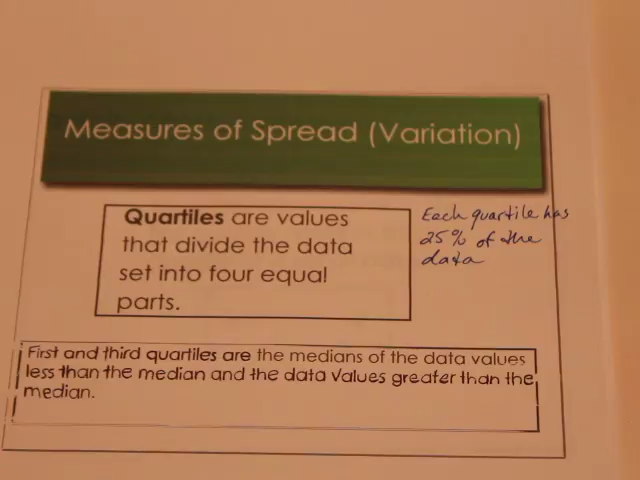 Measures of Spread (Variation)
Quartiles are values
that divide the data
set into four equal
parts.
Each quartile has
25% of the
data
First and third quartiles are the medians of the data values
less than the median and the data values greater than the
median.